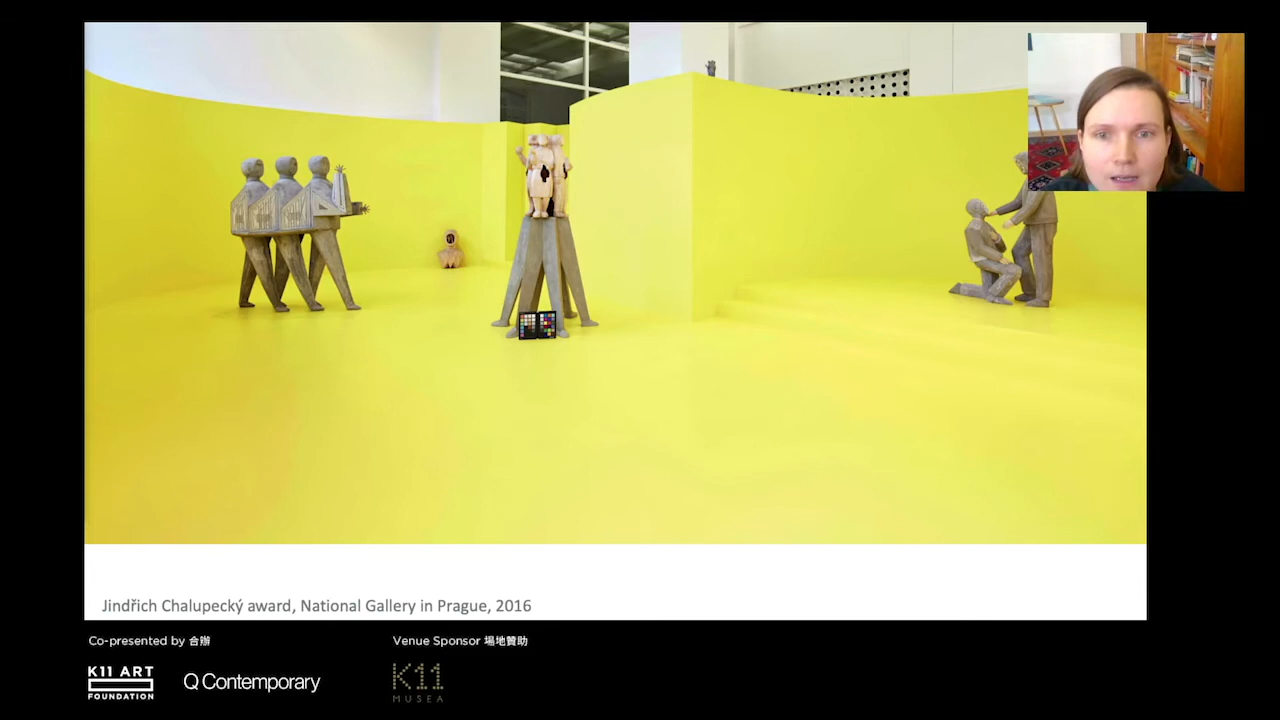 Jindřich Chalupecký award, National Gallery in Prague, 2016
Co-presented by 合辦
Venue Sponsor 場地贊助
K11 ART
FOUNDATION
Q Contemporary
K11
MUSEA